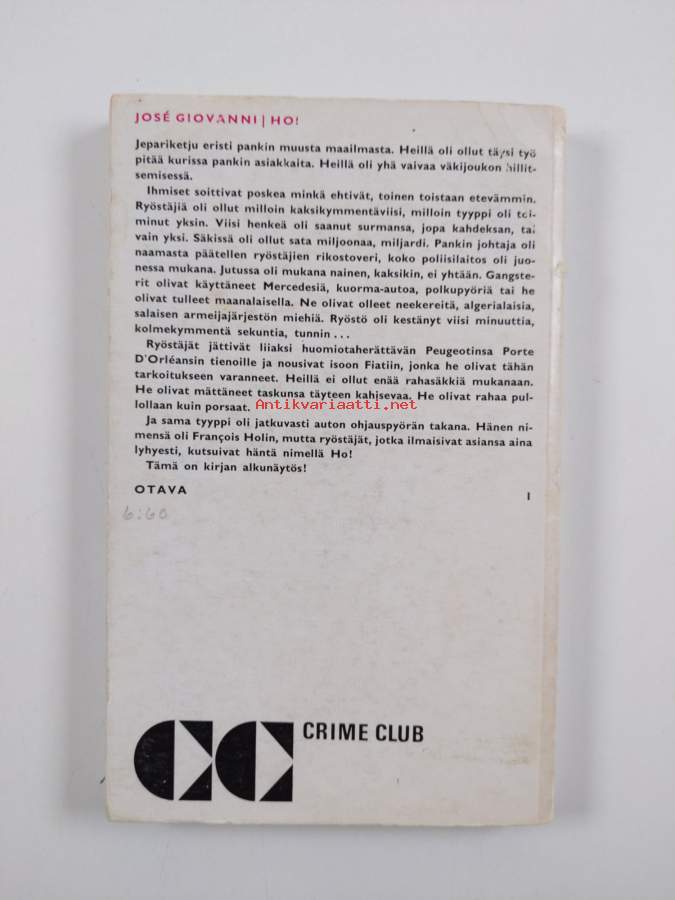 JOSÉ GIOVANNI | HO!
Jepariketju eristi pankin muusta maailmasta. Heillä oli ollut täysi työ
pitää kurissa pankin asiakkaita. Heillä oli yhä vaivaa väkijoukon hillit-
semisessä.
Ihmiset soittivat poskea minkä ehtivät, toinen toistaan etevämmin.
Ryöstäjiä oli ollut milloin kaksikymmentäviisi, milloin tyyppi oli toi-
minut yksin. Viisi henkeä oli saanut surmansa, jopa kahdeksan, tai
vain yksi. Säkissä oli ollut sata miljoonaa, miljardi. Pankin johtaja oli
naamasta päätellen ryöstäjien rikostoveri, koko poliisilaitos oli juo-
nessa mukana. Jutussa oli mukana nainen, kaksikin, ei yhtään. Gangste-
rit olivat käyttäneet Mercedesiä, kuorma-autoa, polkupyöriä tai he
olivat tulleet maanalaisella. Ne olivat olleet neekereitä, algerialaisia,
salaisen armeijajärjestön miehiä. Ryöstö oli kestänyt viisi minuuttia,
kolmekymmentä sekuntia, tunnin ...
Ryöstäjät jättivät liiaksi huomiotaherättävän Peugeotinsa Porte
D'Orléansin tienoille ja nousivat isoon Fiatiin, jonka he olivat tähän
tarkoitukseen varanneet. Heillä ei ollut enää rahasäkkiä mukanaan.
He olivat mättäneet taskunsa täyteen kahisevaa. He olivat rahaa pul-
lollaan kuin porsaat.
Antikvariaatti.net
Ja sama tyyppi oli jatkuvasti auton ohjauspyörän takana. Hänen ni-
mensä oli François Holin, mutta ryöstäjät, jotka ilmaisivat asiansa aina
lyhyesti, kutsuivat häntä nimellä Ho!
Tämä on kirjan alkunäytös!
OTAVA 1
6:60
CC CRIME CLUB